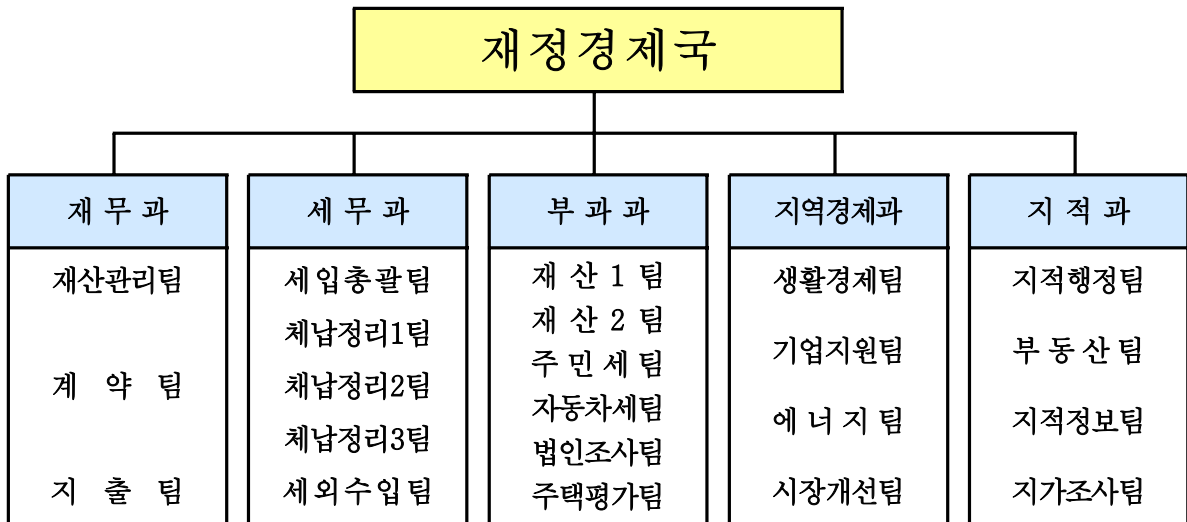 재정경제국
재무과
재산관리팀
계약팀
지출팀
세무과
세입총괄팀
체납정리1팀
채납정리2팀
체납정리3팀
세외수입팀
부과과
재산1팀
재산2팀
주민세팀
자동차세팀
법인조사팀
주택평가팀
지역경제과
생활경제팀
기업지원팀
에너지팀
시장개선팀
지적과
지적행정팀
부동산팀
지적정보팀
지가조사팀